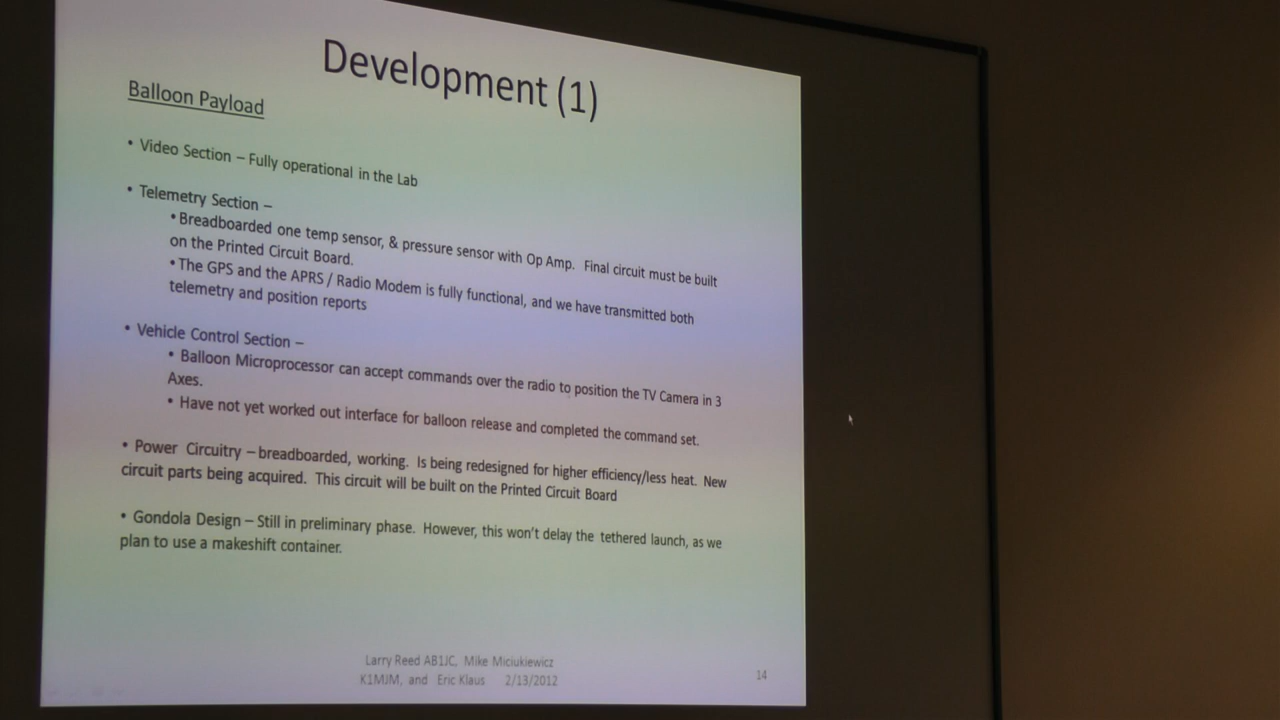 Development (1)
Balloon Payload
• Video Section – Fully operational in the Lab
• Telemetry Section –
• Breadboarded one temp sensor, & pressure sensor with Op Amp. Final circuit must be built
on the Printed Circuit Board.
• The GPS and the APRS / Radio Modem is fully functional, and we have transmitted both
telemetry and position reports
• Vehicle Control Section –
• Balloon Microprocessor can accept commands over the radio to position the TV Camera in 3
Axes.
• Have not yet worked out interface for balloon release and completed the command set.
• Power Circuitry – breadboarded, working. Is being redesigned for higher efficiency/less heat. New
circuit parts being acquired. This circuit will be built on the Printed Circuit Board
• Gondola Design – Still in preliminary phase. However, this won't delay the tethered launch, as we
plan to use a makeshift container.
Larry Reed AB1JC, Mike Miciukiewicz
K1MJM, and Eric Klaus 2/13/2012
14